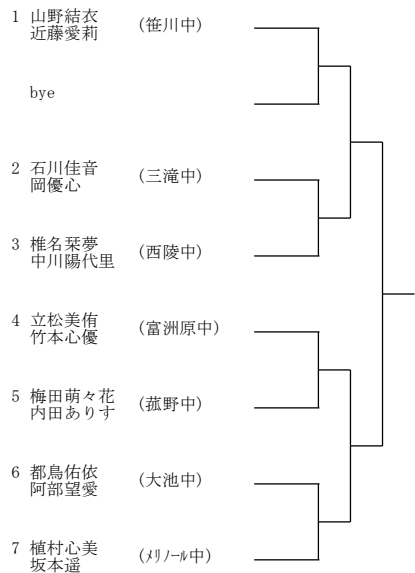 1 山野結衣 (笹川中)
近藤愛莉
bye
2 石川佳音 (三滝中)
岡優心
3 椎名栞夢 (西陵中)
中川陽代里
4 立松美侑 (富洲原中)
竹本心優
5 梅田萌々花 (菰野中)
内田ありす
6 都鳥佑依 (大池中)
阿部望愛
7 植村心美 (ﾒﾘﾉｰﾙ中)
坂本遥